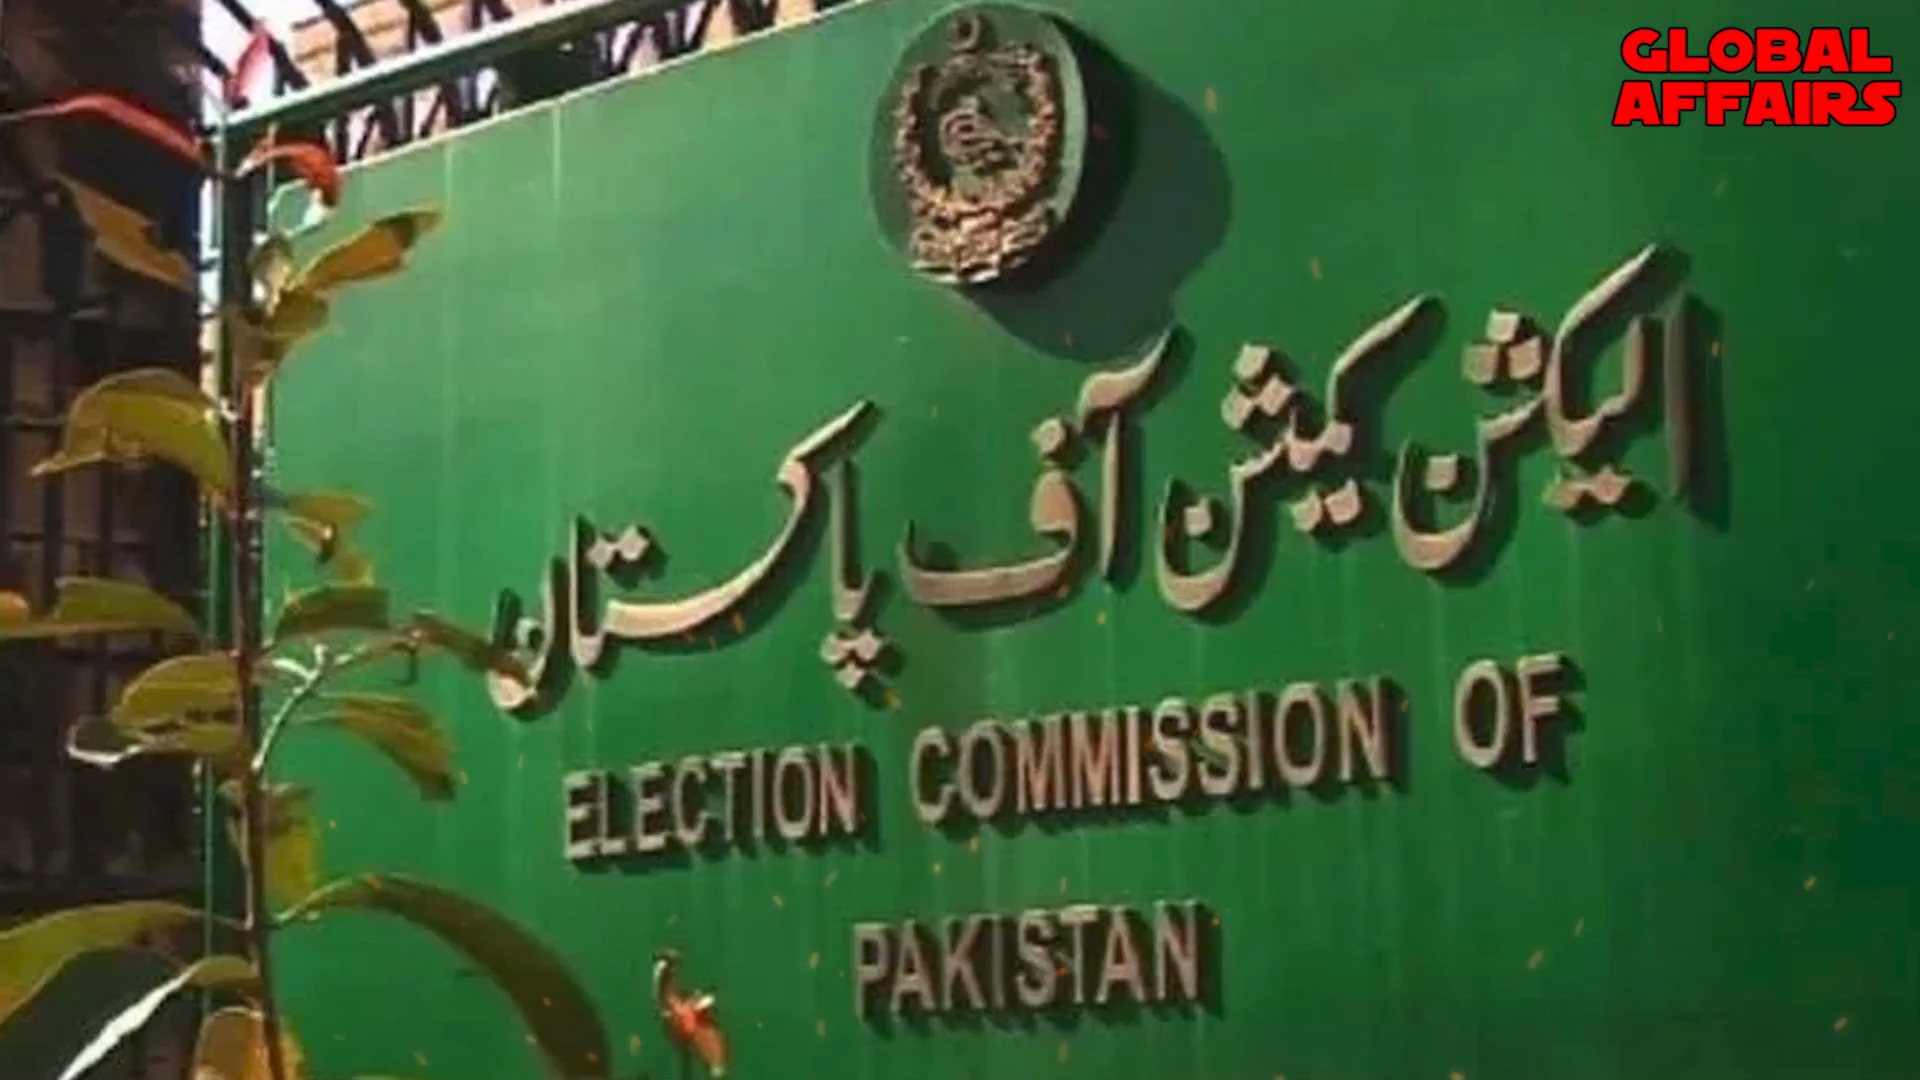 GLOBAL
AFFAIRS
الیکشن کمیشن آف پاکستان
ELECTION COMMISSION OF
PAKISTAN